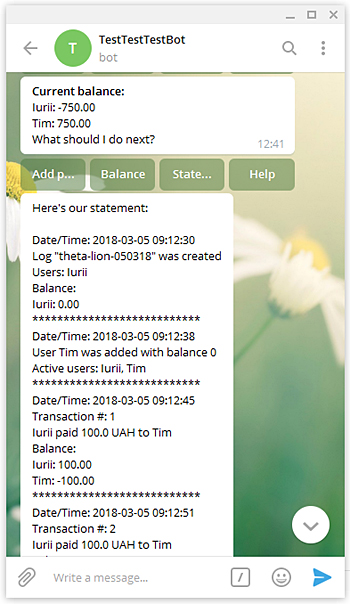 TestTestTestBot
T
bot
Current balance:
Iurii: -750.00
Tim: 750.00
What should I do next?
12:41
Add p...
Balance
State...
Help
Here's our statement:
Date/Time: 2018-03-05 09:12:30
Log "theta-lion-050318" was created
Users: Iurii
Balance:
Iurii: 0.00
***************************
Date/Time: 2018-03-05 09:12:38
User Tim was added with balance 0
Active users: Iurii, Tim
***************************
Date/Time: 2018-03-05 09:12:45
Transaction #: 1
Iurii paid 100.0 UAH to Tim
Balance:
Iurii: 100.00
Tim: -100.00
***************************
Date/Time: 2018-03-05 09:12:51
Transaction #: 2
Iurii paid 100.0 UAH to Tim
Write a message...
/